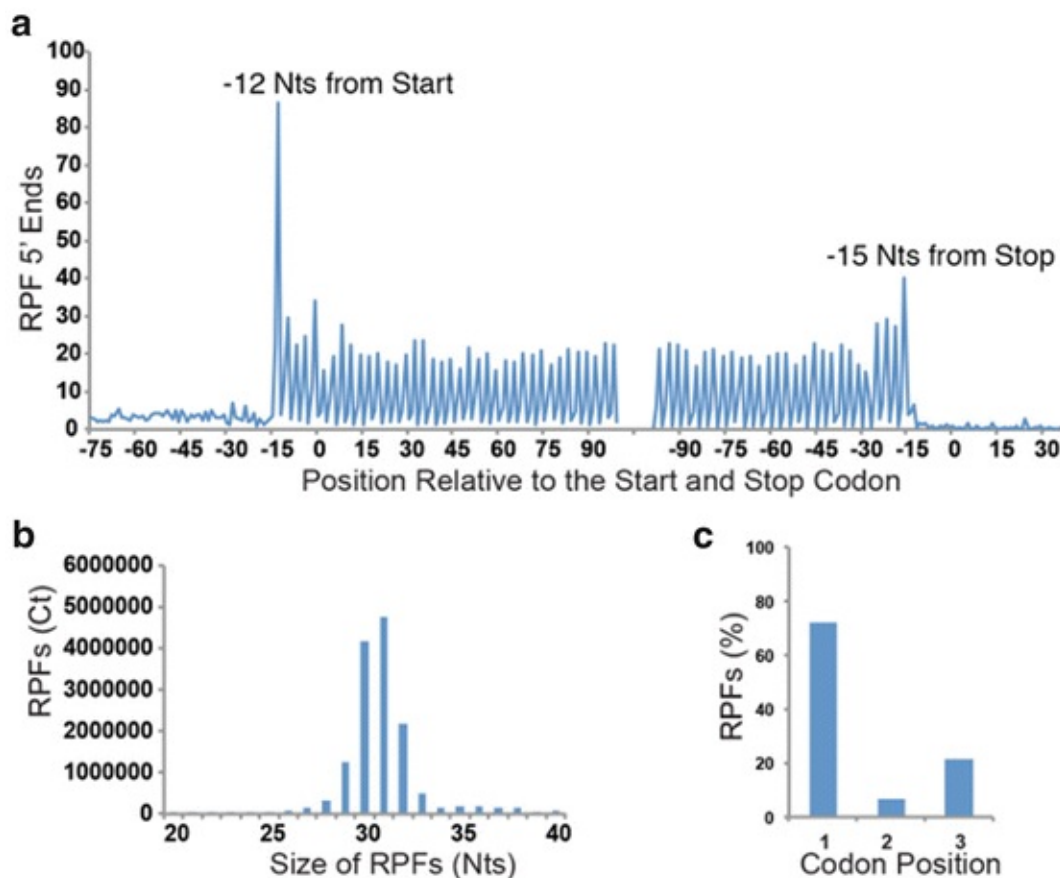 a
100
90
80
70
60
50
40
30
20
10
0
RPF 5' Ends
-12 Nts from Start
-15 Nts from Stop
-75 -60 -45 -30 -15 0 15 30 45 60 75 90 -90 -75 -60 -45 -30 -15 0 15 30
Position Relative to the Start and Stop Codon
b
6000000
5000000
4000000
3000000
2000000
1000000
0
RPFs (Ct)
20 25 30 35 40
Size of RPFs (Nts)
c
100
80
60
40
20
0
RPFs (%)
1 2 3
Codon Position